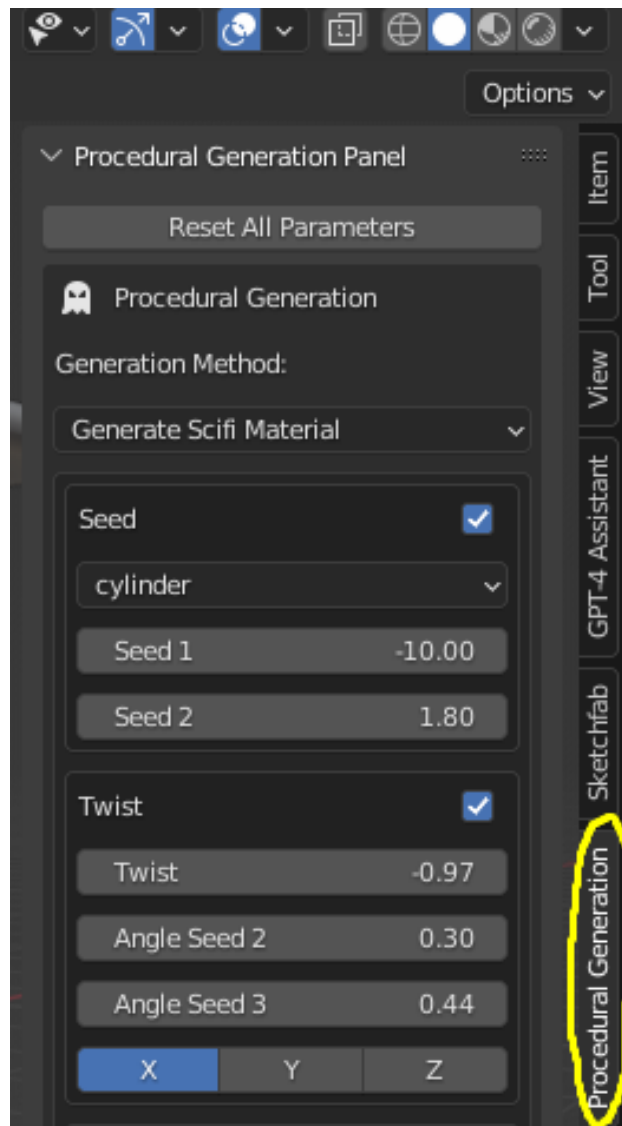 Options
Procedural Generation Panel
Reset All Parameters
Procedural Generation
Generation Method:
Generate Scifi Material
Seed
cylinder
Seed 1 -10.00
Seed 2 1.80
Twist
Twist -0.97
Angle Seed 2 0.30
Angle Seed 3 0.44
X Y Z
Item
Tool
View
GPT-4 Assistant
Sketchfab
Procedural Generation